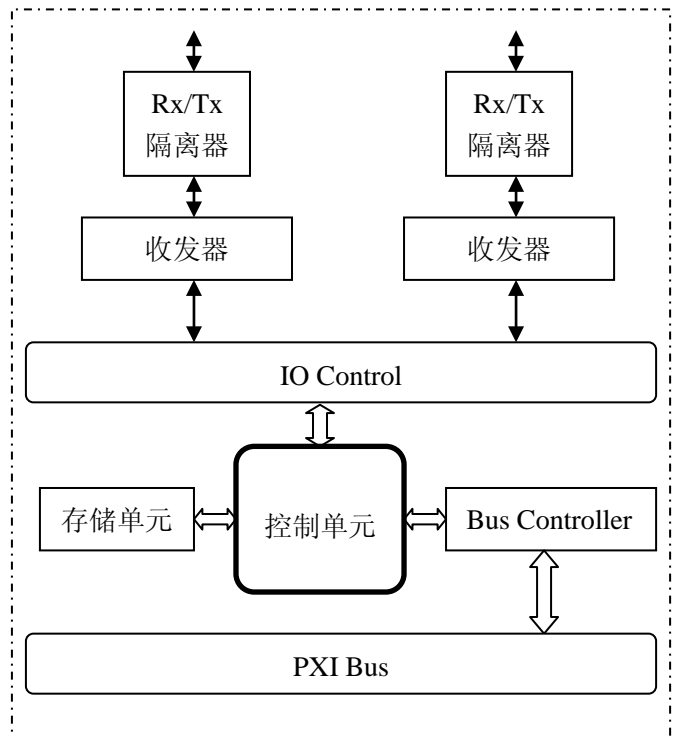 Rx/Tx
隔离器
Rx/Tx
隔离器
收发器
收发器
IO Control
存储单元
控制单元
Bus Controller
PXI Bus